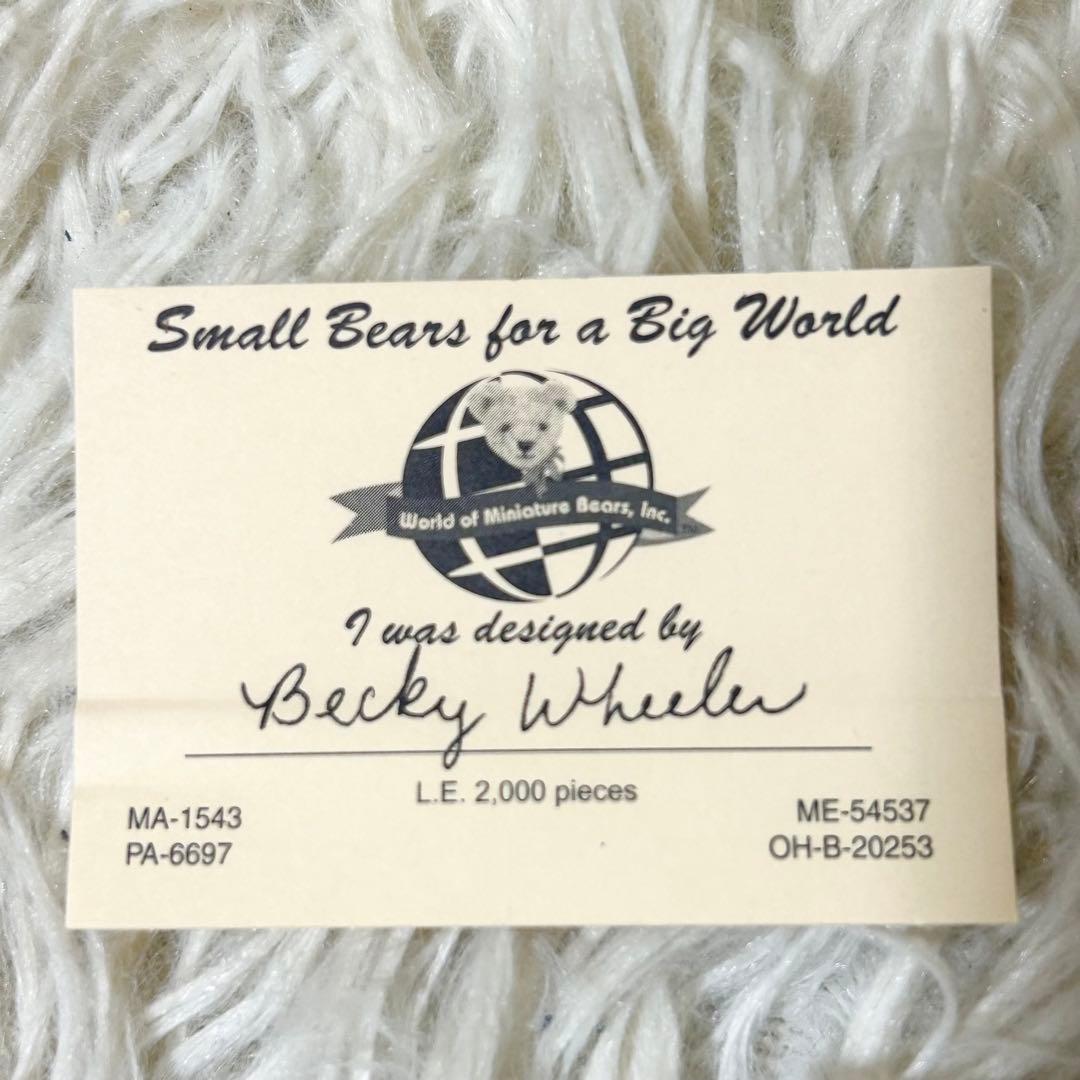 Small Bears for a Big World
World of Miniature Bears, Inc.
I was designed by
Becky Wheeler
L.E. 2,000 pieces
MA-1543
PA-6697
ME-54537
OH-B-20253